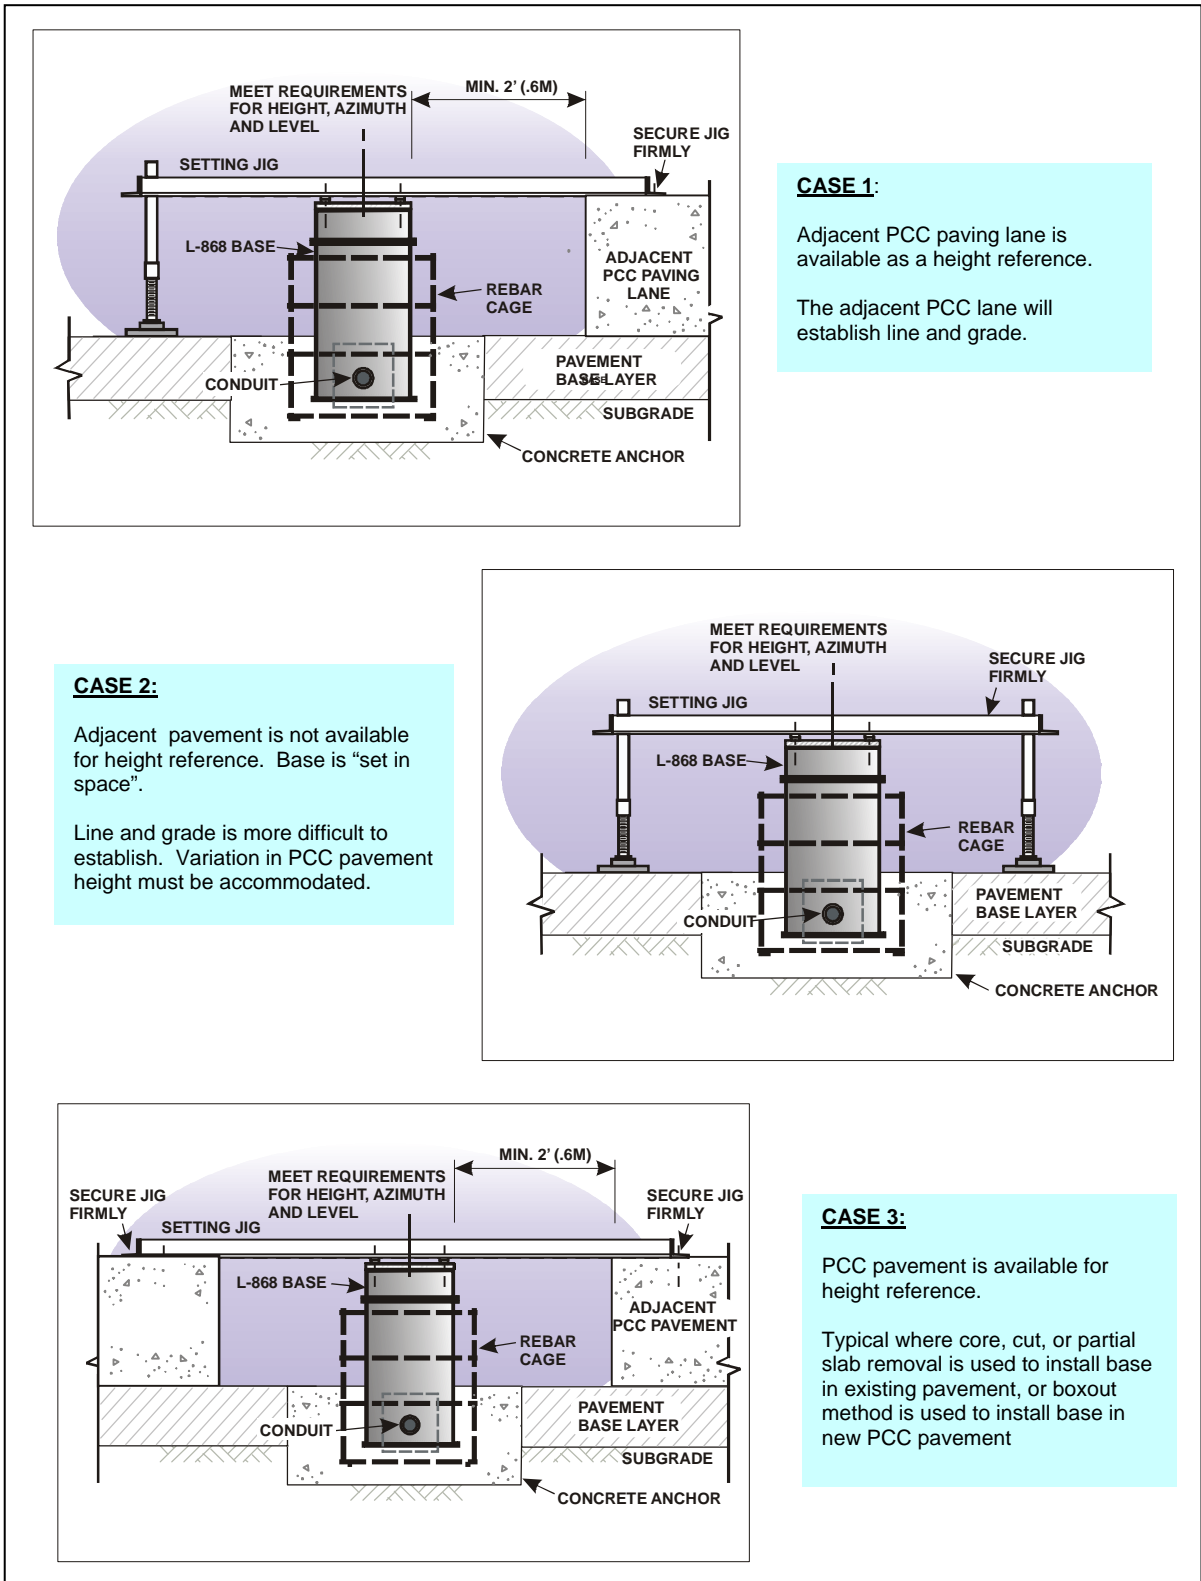 MEET REQUIREMENTS
FOR HEIGHT, AZIMUTH
AND LEVEL
MIN. 2' (.6M)
SECURE JIG
FIRMLY
SETTING JIG
L-868 BASE
ADJACENT
PCC PAVING
LANE
REBAR
CAGE
CONDUIT
PAVEMENT
BASE LAYER
BASE
SUBGRADE
CONCRETE ANCHOR
CASE 1:
Adjacent PCC paving lane is
available as a height reference.
The adjacent PCC lane will
establish line and grade.
CASE 2:
Adjacent pavement is not available
for height reference. Base is “set in
space”.
Line and grade is more difficult to
establish. Variation in PCC pavement
height must be accommodated.
MEET REQUIREMENTS
FOR HEIGHT, AZIMUTH
AND LEVEL
SECURE JIG
FIRMLY
SETTING JIG
L-868 BASE
REBAR
CAGE
CONDUIT
PAVEMENT
BASE LAYER
SUBGRADE
CONCRETE ANCHOR
MIN. 2' (.6M)
MEET REQUIREMENTS
FOR HEIGHT, AZIMUTH
AND LEVEL
SECURE JIG
FIRMLY
SECURE JIG
FIRMLY
SETTING JIG
L-868 BASE
ADJACENT
PCC PAVEMENT
REBAR
CAGE
CONDUIT
PAVEMENT
BASE LAYER
SUBGRADE
CONCRETE ANCHOR
CASE 3:
PCC pavement is available for
height reference.
Typical where core, cut, or partial
slab removal is used to install base
in existing pavement, or boxout
method is used to install base in
new PCC pavement